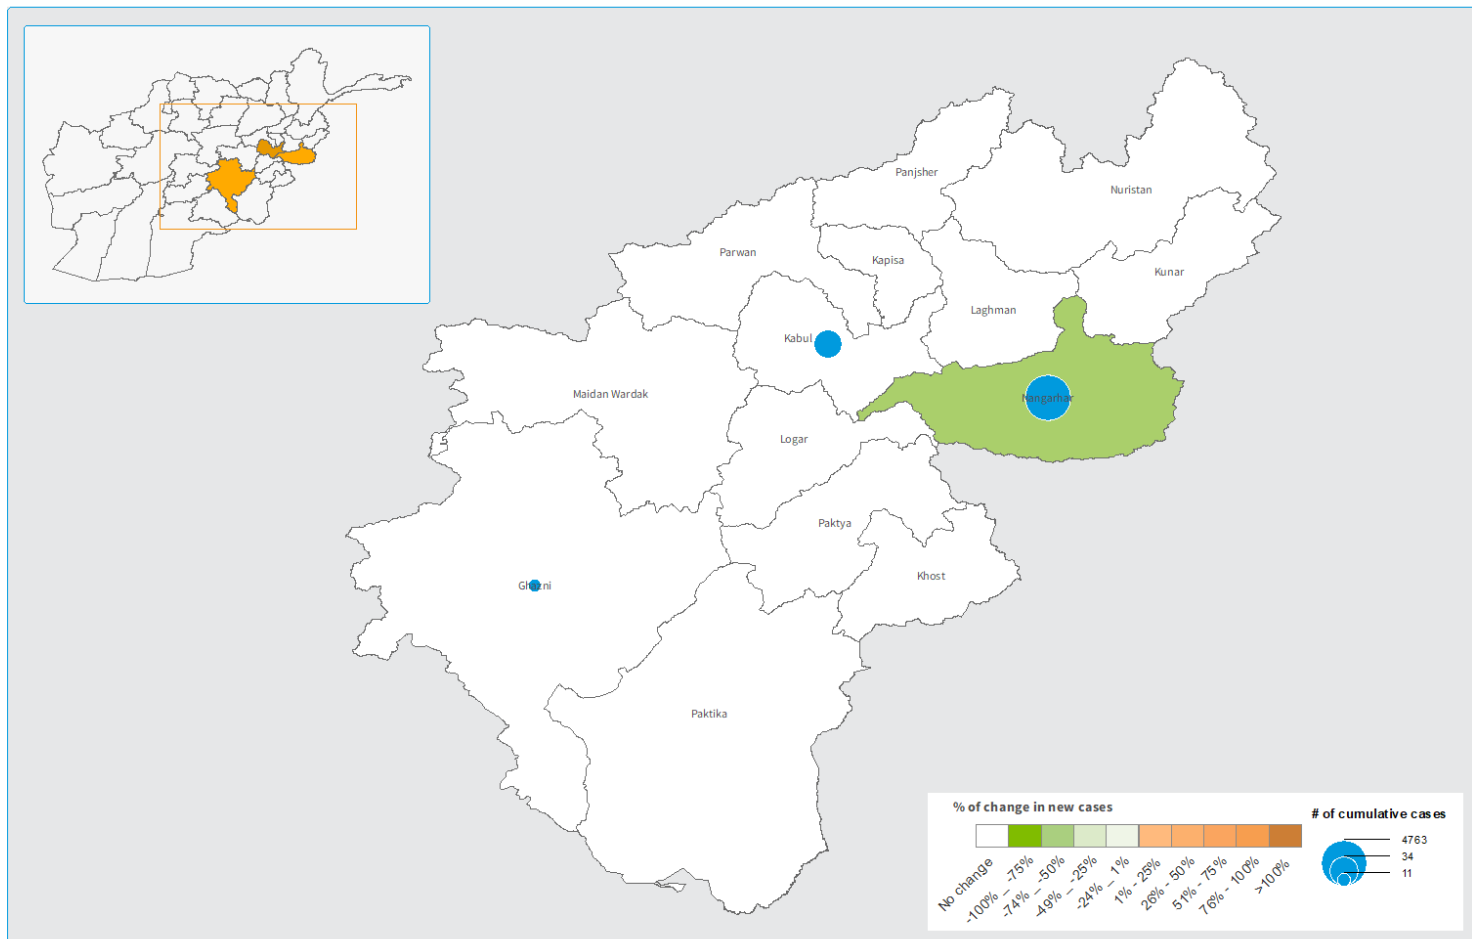 Panjsher
Nuristan
Parwan
Kapisa
Kunar
Laghman
Kabul
Maidan Wardak
Nangarhar
Logar
Paktya
Khost
Ghazni
Paktika
% of change in new cases
No change
-100% _ -75%
-74% _ -50%
-49% _ -25%
-24% _ 1%
1% - 25%
26% - 50%
51% - 75%
76% - 100%
>100%
# of cumulative cases
4763
34
11